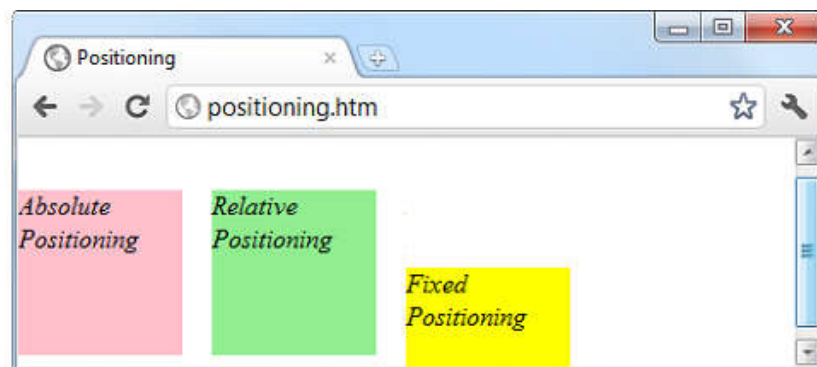 Positioning
positioning.htm
Absolute
Positioning
Relative
Positioning
Fixed
Positioning